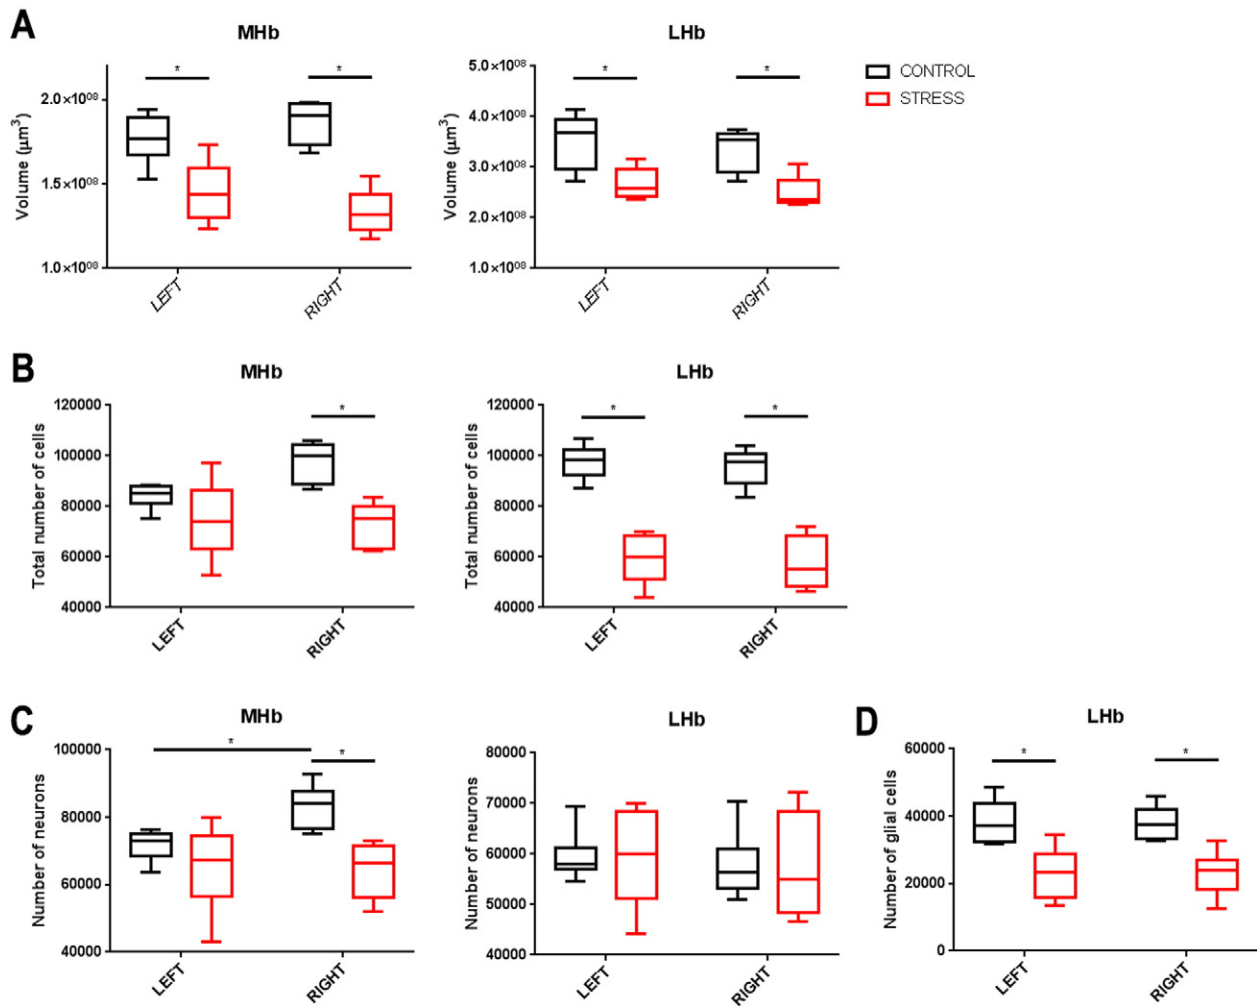 A
MHb
Volume (μm³)
2.0×10⁰⁸
1.5×10⁰⁸
1.0×10⁰⁸
*
*
LEFT
RIGHT
LHb
Volume (μm³)
5.0×10⁰⁸
4.0×10⁰⁸
3.0×10⁰⁸
2.0×10⁰⁸
1.0×10⁰⁸
*
*
LEFT
RIGHT
CONTROL
STRESS
B
MHb
Total number of cells
120000
100000
80000
60000
40000
*
LEFT
RIGHT
LHb
Total number of cells
120000
100000
80000
60000
40000
*
*
LEFT
RIGHT
C
MHb
Number of neurons
100000
80000
60000
40000
*
*
LEFT
RIGHT
LHb
Number of neurons
80000
70000
60000
50000
40000
LEFT
RIGHT
D
LHb
Number of glial cells
60000
40000
20000
0
*
*
LEFT
RIGHT